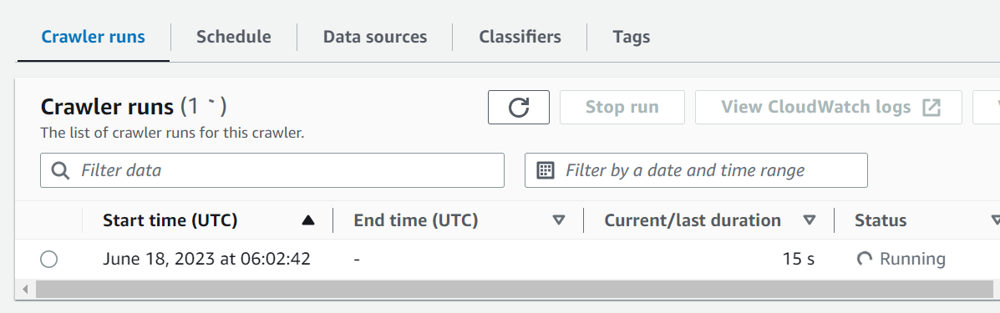 Crawler runs Schedule Data sources Classifiers Tags
Crawler runs (1 )
Stop run View CloudWatch logs
The list of crawler runs for this crawler.
Filter data Filter by a date and time range
Start time (UTC) End time (UTC) Current/last duration Status
June 18, 2023 at 06:02:42 - 15 s Running